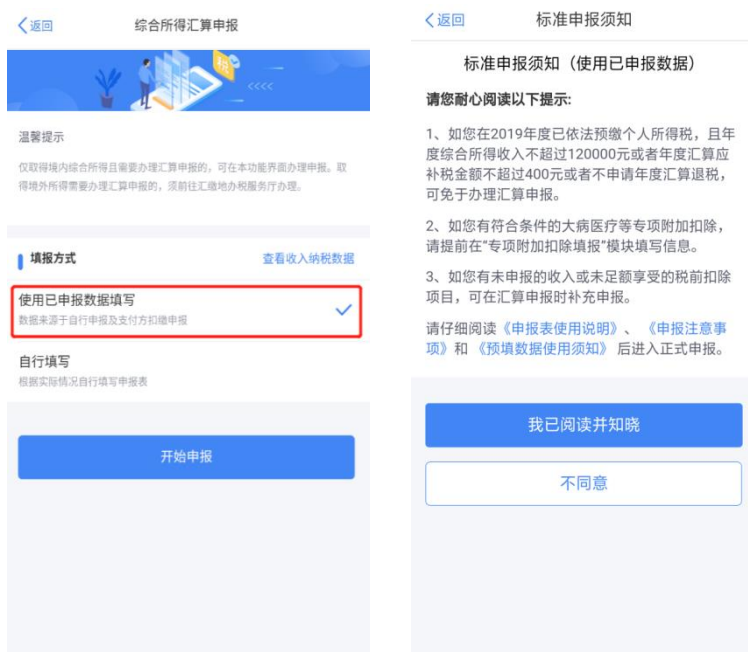 返回
综合所得汇算申报
税
温馨提示
仅取得境内综合所得且需要办理汇算申报的，可在本功能界面办理申报。取
得境外所得需要办理汇算申报的，须前往汇缴地办税服务厅办理。
填报方式
查看收入纳税数据
使用已申报数据填写
数据来源于自行申报及支付方扣缴申报
自行填写
根据实际情况自行填写申报表
开始申报
返回
标准申报须知
标准申报须知（使用已申报数据）
请您耐心阅读以下提示:
1、如您在2019年度已依法预缴个人所得税，且年
度综合所得收入不超过120000元或者年度汇算应
补税金额不超过400元或者不申请年度汇算退税，
可免于办理汇算申报。
2、如您有符合条件的大病医疗等专项附加扣除，
请提前在“专项附加扣除填报”模块填写信息。
3、如您有未申报的收入或未足额享受的税前扣除
项目，可在汇算申报时补充申报。
请仔细阅读《申报表使用说明》、 《申报注意事
项》和 《预填数据使用须知》 后进入正式申报。
我已阅读并知晓
不同意